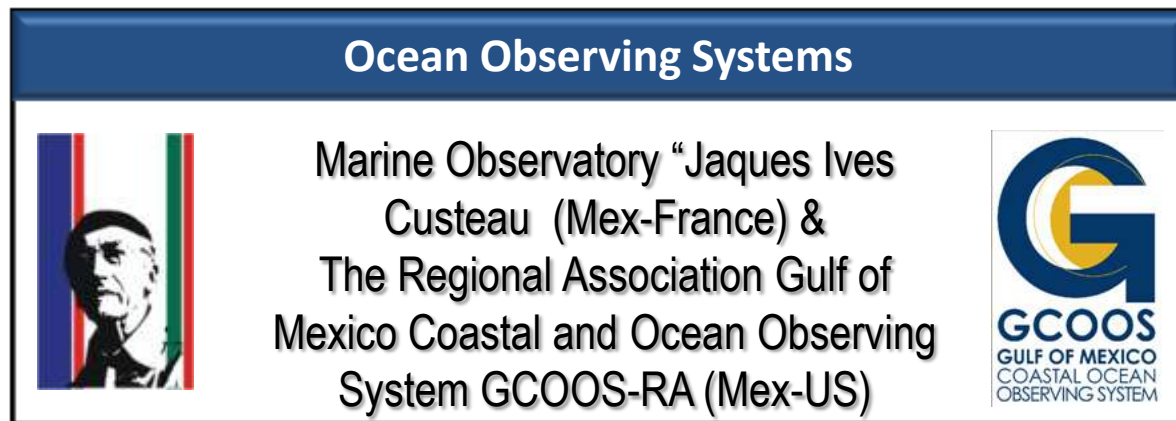 Ocean Observing Systems
Marine Observatory “Jaques Ives
Custeau (Mex-France) &
The Regional Association Gulf of
Mexico Coastal and Ocean Observing
System GCOOS-RA (Mex-US)
GCOOS
GULF OF MEXICO
COASTAL OCEAN
OBSERVING SYSTEM